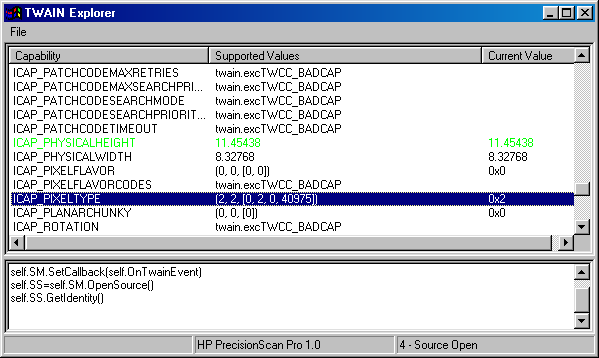 TWAIN Explorer
File
Capability Supported Values Current Value
ICAP_PATCHCODEMAXRETRIES twain.excTWCC_BADCAP
ICAP_PATCHCODEMAXSEARCHPRI... twain.excTWCC_BADCAP
ICAP_PATCHCODESEARCHMODE twain.excTWCC_BADCAP
ICAP_PATCHCODESEARCHPRIORIT... twain.excTWCC_BADCAP
ICAP_PATCHCODETIMEOUT twain.excTWCC_BADCAP
ICAP_PHYSICALHEIGHT 11.45438 11.45438
ICAP_PHYSICALWIDTH 8.32768 8.32768
ICAP_PIXELFLAVOR (0, 0, [0, 0]) 0x0
ICAP_PIXELFLAVORCODES twain.excTWCC_BADCAP
ICAP_PIXELTYPE (2, 2, [0, 2, 0, 40975]) 0x2
ICAP_PLANARCHUNKY (0, 0, [0]) 0x0
ICAP_ROTATION twain.excTWCC_BADCAP
self.SM.SetCallback(self.OnTwainEvent)
self.SS=self.SM.OpenSource()
self.SS.GetIdentity()
HP PrecisionScan Pro 1.0 4 - Source Open